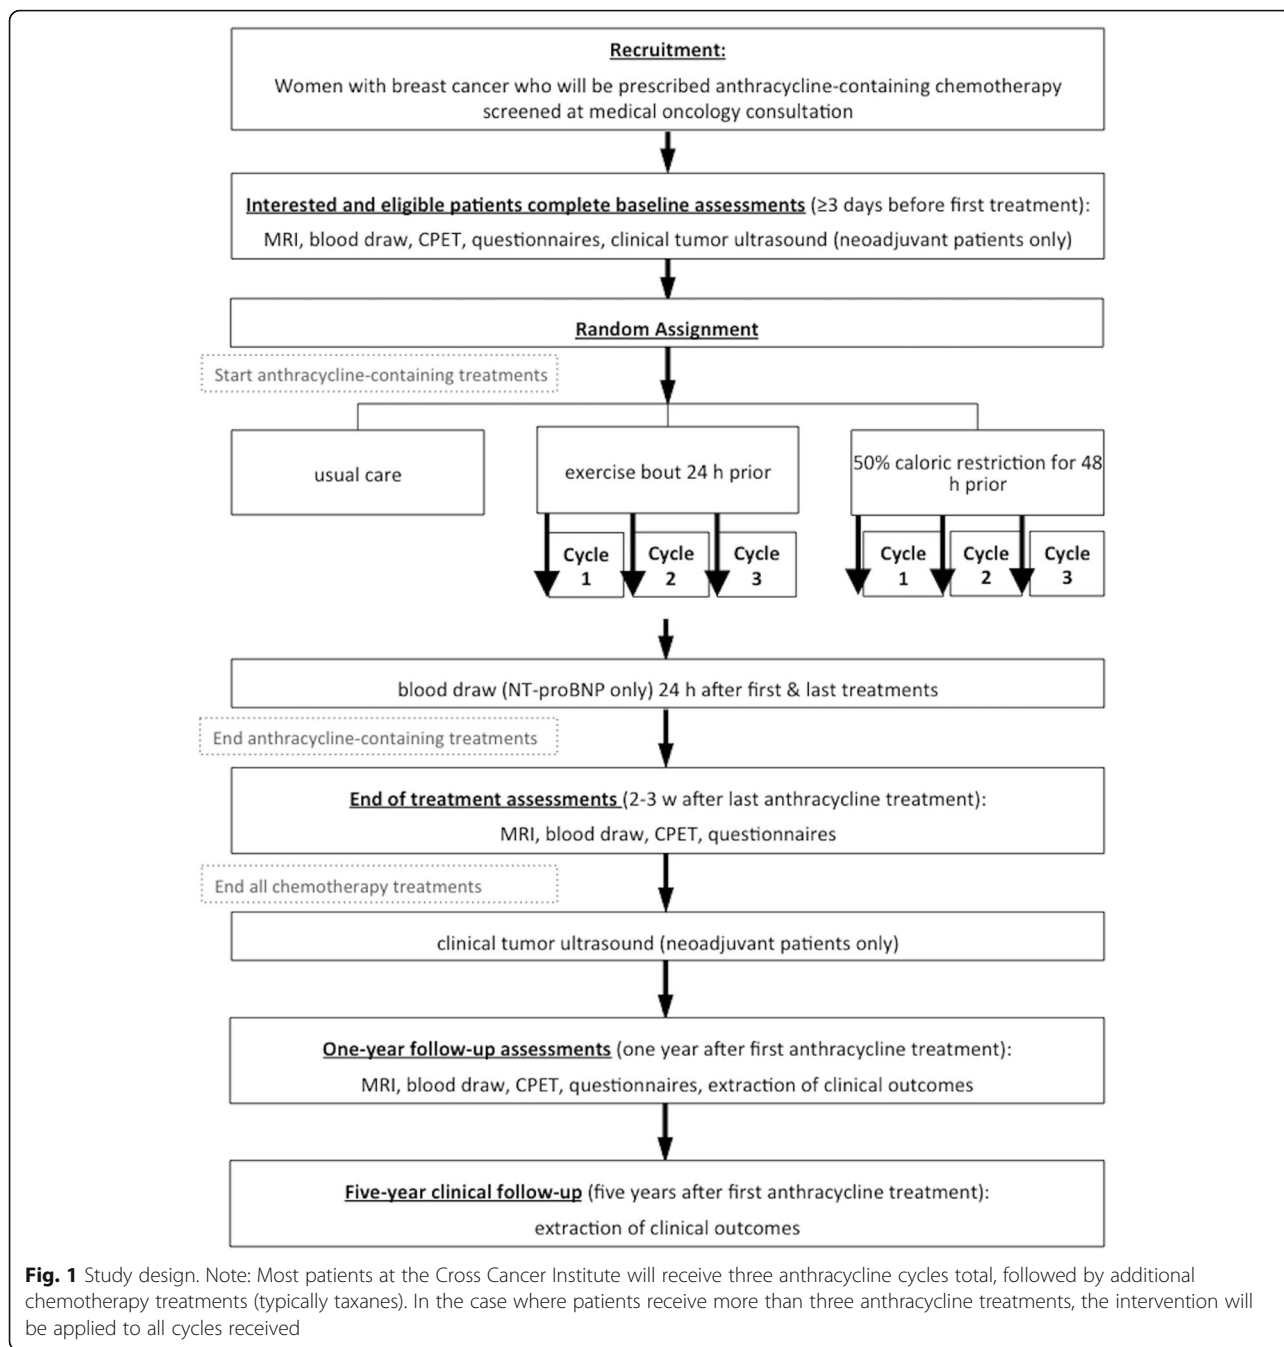 Recruitment:
Women with breast cancer who will be prescribed anthracycline-containing chemotherapy
screened at medical oncology consultation
Interested and eligible patients complete baseline assessments (≥3 days before first treatment):
MRI, blood draw, CPET, questionnaires, clinical tumor ultrasound (neoadjuvant patients only)
Random Assignment
Start anthracycline-containing treatments
usual care
exercise bout 24 h prior
50% caloric restriction for 48
h prior
Cycle
1
Cycle
2
Cycle
3
Cycle
1
Cycle
2
Cycle
3
blood draw (NT-proBNP only) 24 h after first & last treatments
End anthracycline-containing treatments
End of treatment assessments (2-3 w after last anthracycline treatment):
MRI, blood draw, CPET, questionnaires
End all chemotherapy treatments
clinical tumor ultrasound (neoadjuvant patients only)
One-year follow-up assessments (one year after first anthracycline treatment):
MRI, blood draw, CPET, questionnaires, extraction of clinical outcomes
Five-year clinical follow-up (five years after first anthracycline treatment):
extraction of clinical outcomes
Fig. 1 Study design. Note: Most patients at the Cross Cancer Institute will receive three anthracycline cycles total, followed by additional
chemotherapy treatments (typically taxanes). In the case where patients receive more than three anthracycline treatments, the intervention will
be applied to all cycles received